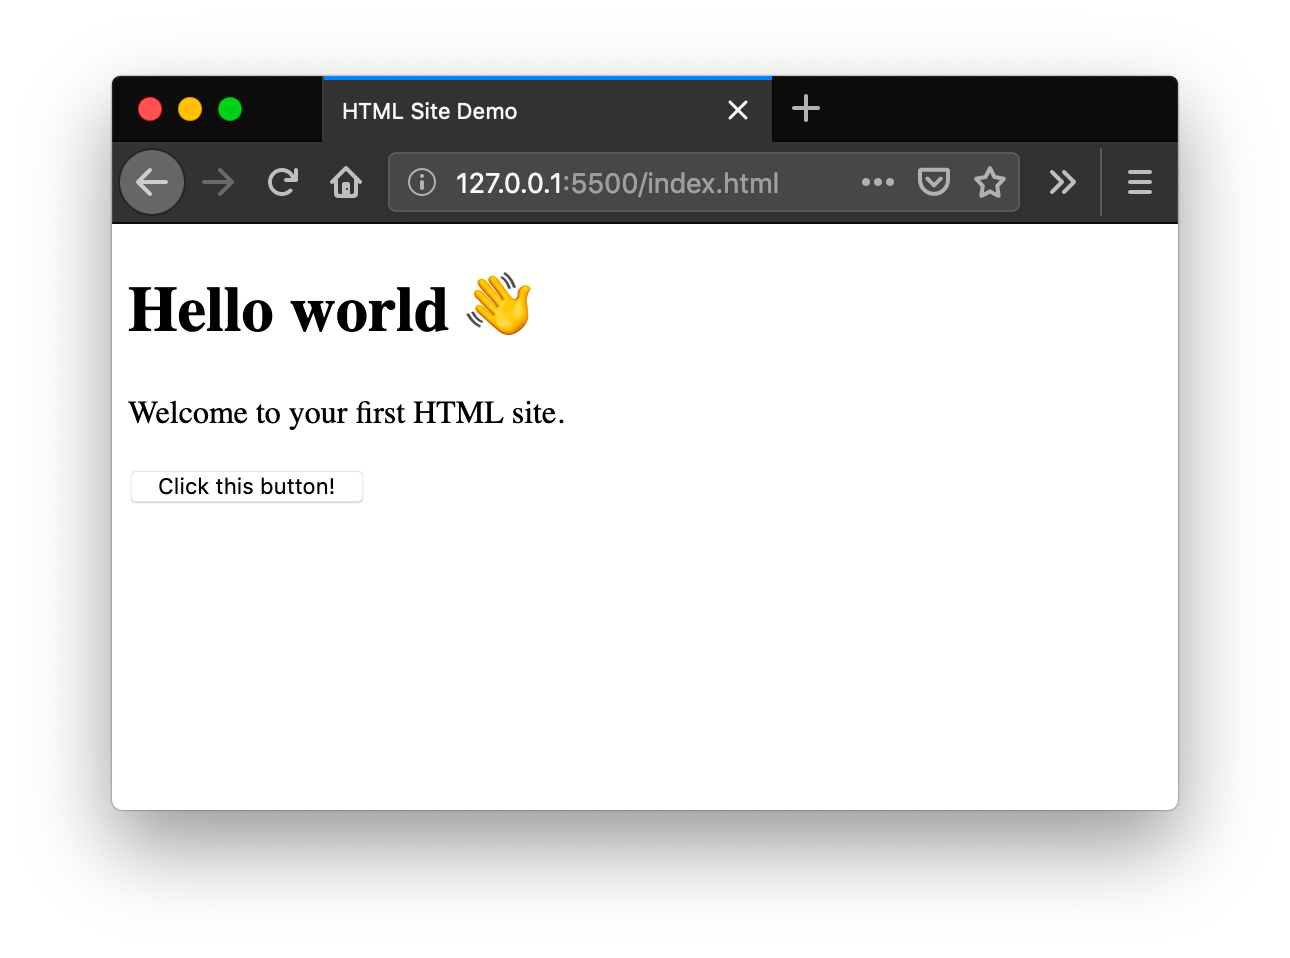 HTML Site Demo
127.0.0.1:5500/index.html
Hello world 👋
Welcome to your first HTML site.
Click this button!